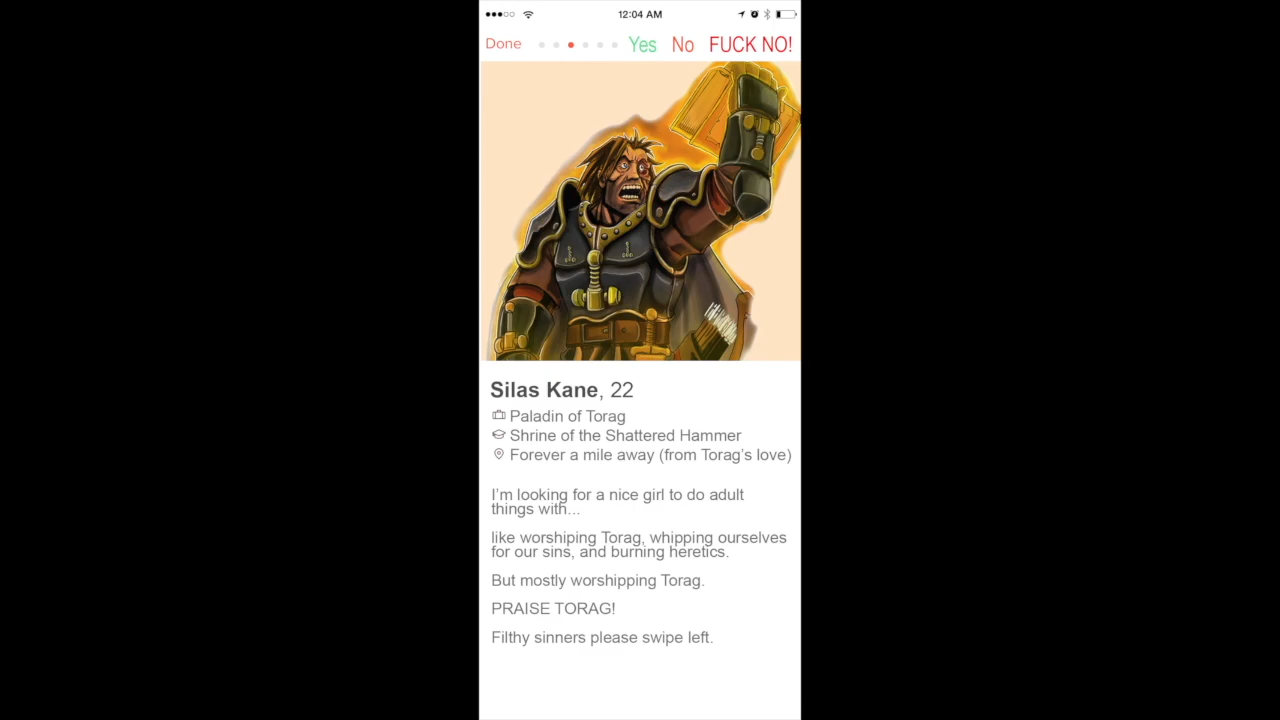 12:04 AM
Done Yes No FUCK NO!
Silas Kane, 22
Paladin of Torag
Shrine of the Shattered Hammer
Forever a mile away (from Torag's love)
I'm looking for a nice girl to do adult
things with...
like worshiping Torag, whipping ourselves
for our sins, and burning heretics.
But mostly worshipping Torag.
PRAISE TORAG!
Filthy sinners please swipe left.